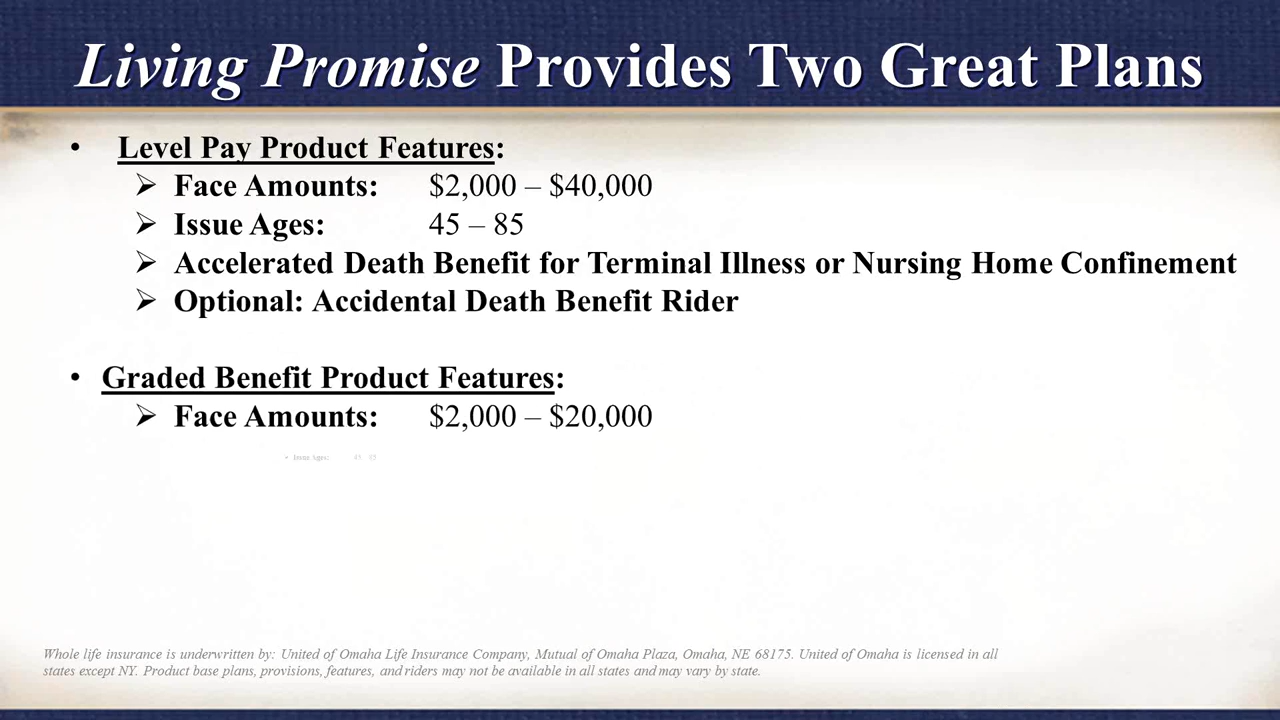 Living Promise Provides Two Great Plans
• Level Pay Product Features:
➢ Face Amounts: $2,000 – $40,000
➢ Issue Ages: 45 – 85
➢ Accelerated Death Benefit for Terminal Illness or Nursing Home Confinement
➢ Optional: Accidental Death Benefit Rider
• Graded Benefit Product Features:
➢ Face Amounts: $2,000 – $20,000
Issue Ages: 45
Whole life insurance is underwritten by: United of Omaha Life Insurance Company, Mutual of Omaha Plaza, Omaha, NE 68175. United of Omaha is licensed in all
states except NY. Product base plans, provisions, features, and riders may not be available in all states and may vary by state.